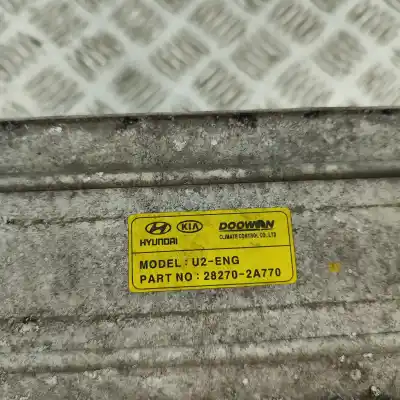 KIA DOOWON
HYUNDAI CLIMATE CONTROL CO., LTD
MODEL : U2-ENG
PART NO : 28270-2A770